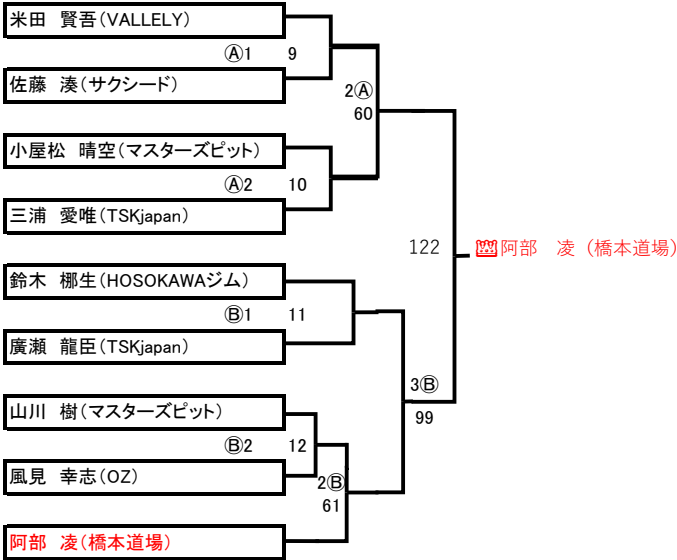 米田　賢吾（VALLELY）
Ⓐ1 9
佐藤　湊（サクシード）
2Ⓐ
60
小屋松　晴空（マスターズピット）
Ⓐ2 10
三浦　愛唯（TSKjapan）
122 👑阿部　凌（橋本道場）
鈴木　梛生（HOSOKAWAジム）
Ⓑ1 11
廣瀬　龍臣（TSKjapan）
3Ⓑ
99
山川　樹（マスターズピット）
Ⓑ2 12
風見　幸志（OZ）
2Ⓑ
61
阿部　凌（橋本道場）